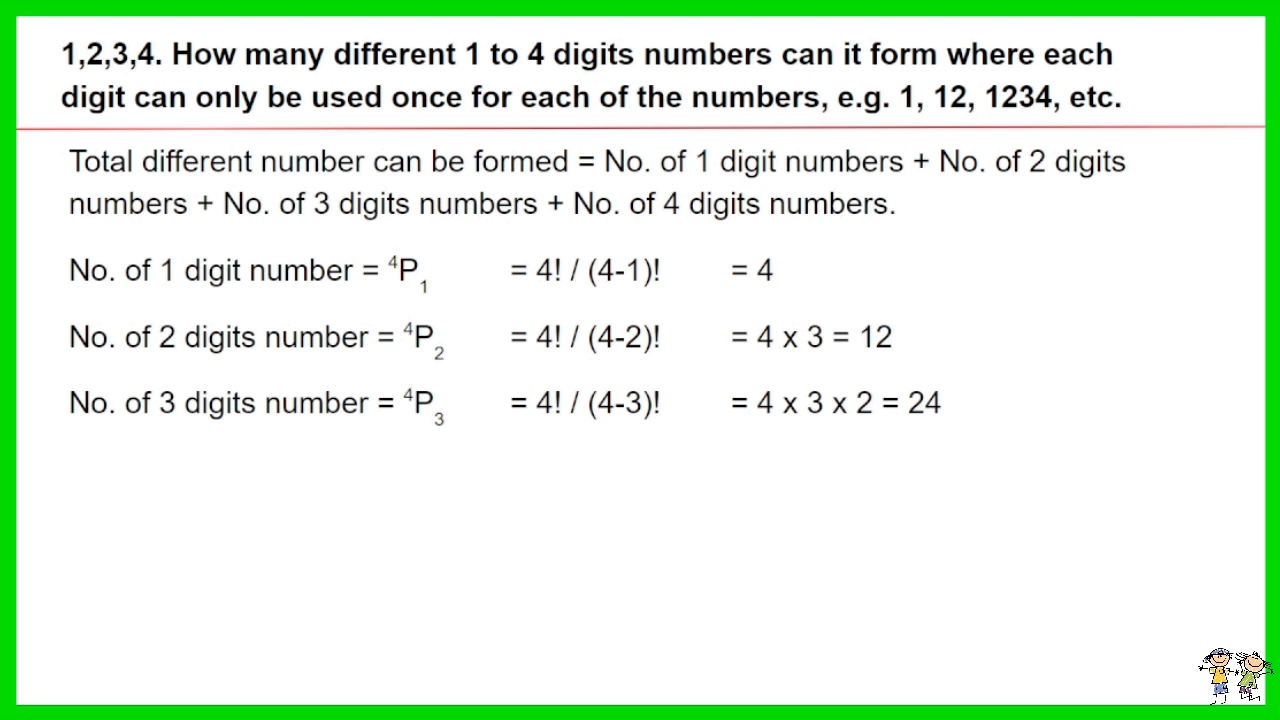 1,2,3,4. How many different 1 to 4 digits numbers can it form where each
digit can only be used once for each of the numbers, e.g. 1, 12, 1234, etc.
Total different number can be formed = No. of 1 digit numbers + No. of 2 digits
numbers + No. of 3 digits numbers + No. of 4 digits numbers.
No. of 1 digit number = ⁴P₁ = 4! / (4-1)! = 4
No. of 2 digits number = ⁴P₂ = 4! / (4-2)! = 4 x 3 = 12
No. of 3 digits number = ⁴P₃ = 4! / (4-3)! = 4 x 3 x 2 = 24